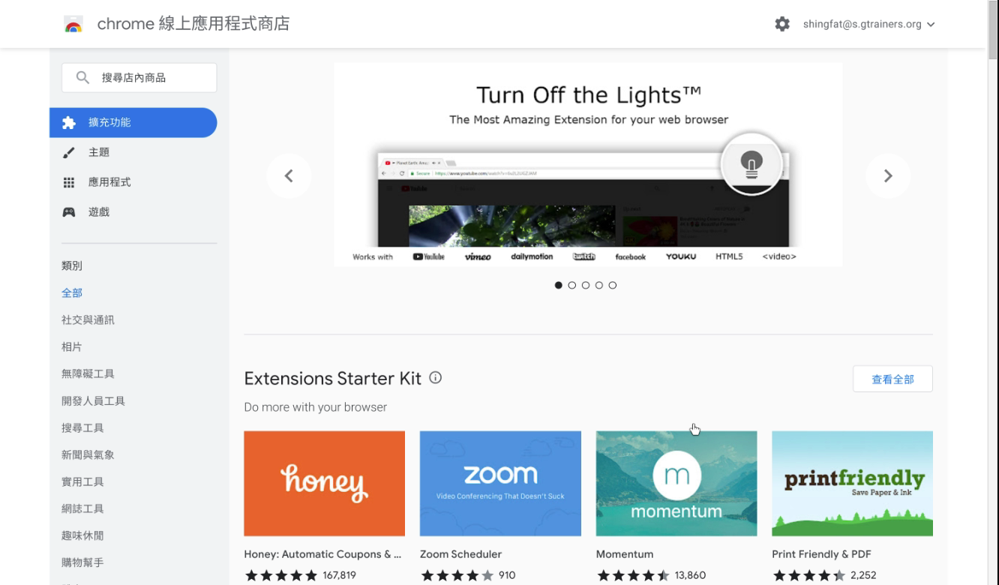 chrome 線上應用程式商店
shingfat@s.gtrainers.org
搜尋店內商品
擴充功能
主題
應用程式
遊戲
類別
全部
社交與通訊
相片
無障礙工具
開發人員工具
搜尋工具
新聞與氣象
實用工具
網誌工具
趣味休閒
購物幫手
Turn Off the Lights™
The Most Amazing Extension for your web browser
Secure
YouTube
Works with YouTube vimeo dailymotion twitch facebook YOUKU HTML5 <video>
Extensions Starter Kit
查看全部
Do more with your browser
honey
zoom
Video Conferencing That Doesn't Suck
m
momentum
printfriendly
Save Paper & Ink
Honey: Automatic Coupons & ...
Zoom Scheduler
Momentum
Print Friendly & PDF
167,819
910
13,860
2,252